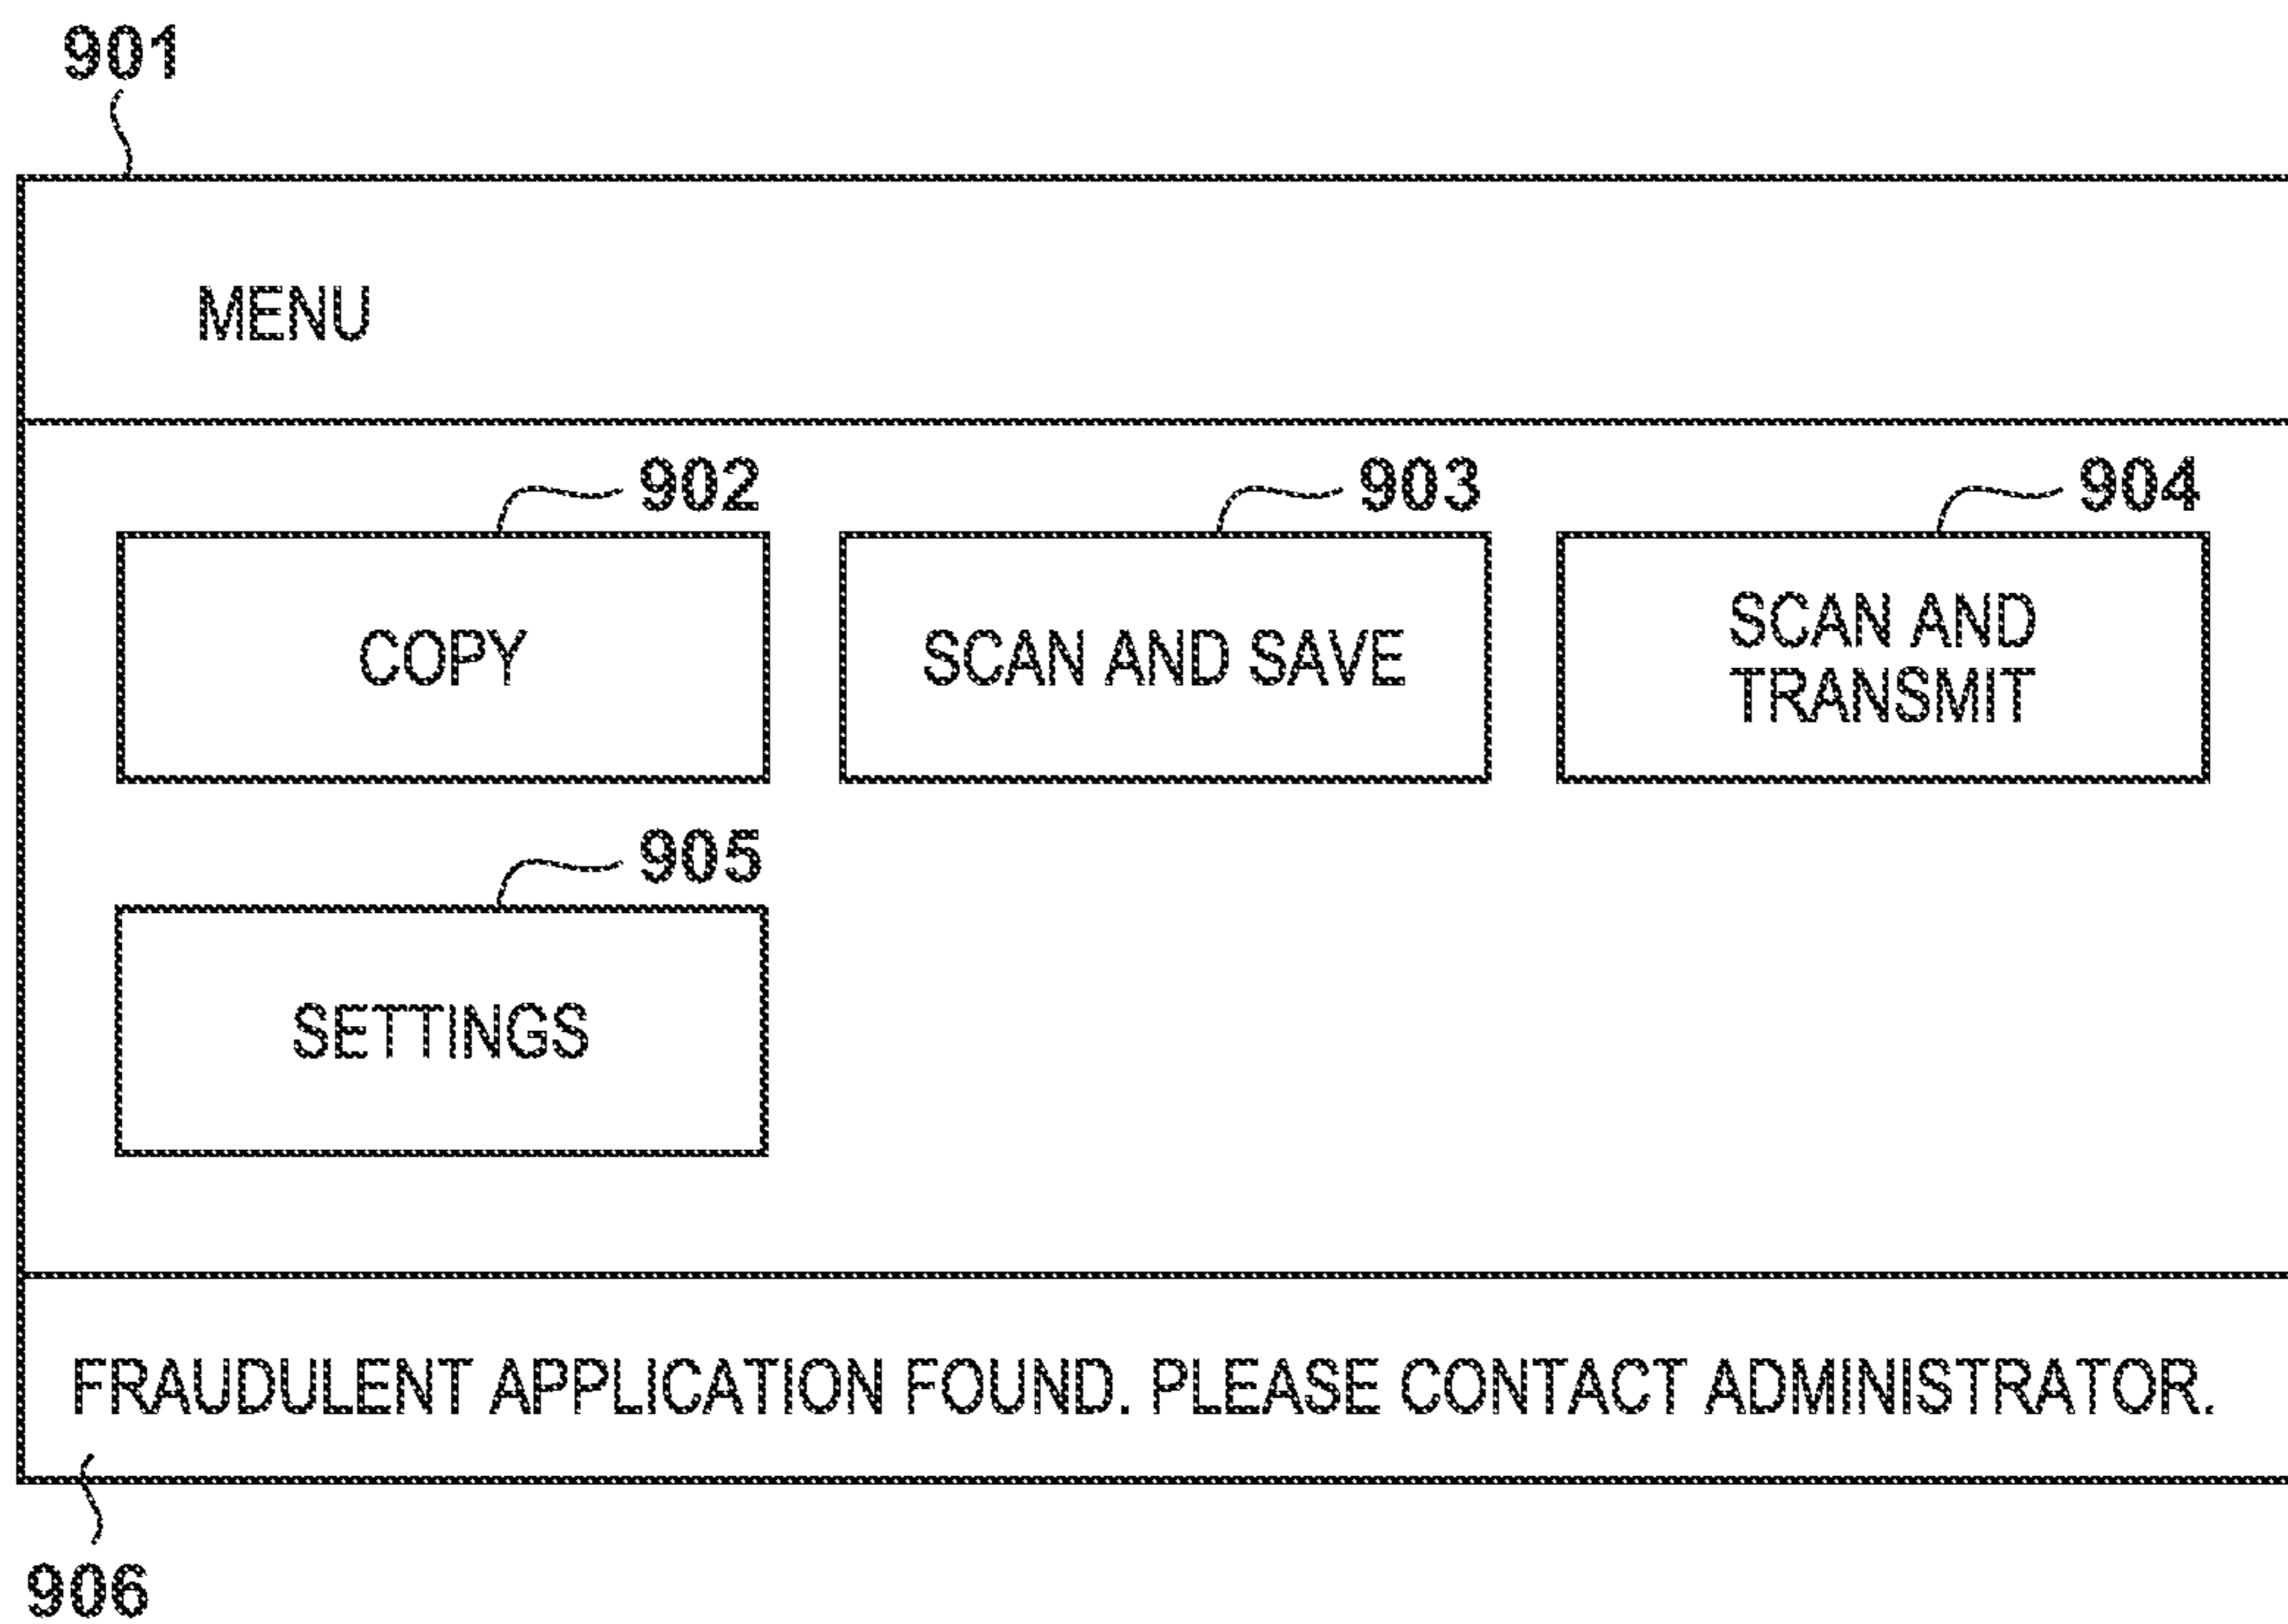 901
MENU
902
903
904
COPY
SCAN AND SAVE
SCAN AND
TRANSMIT
905
SETTINGS
FRAUDULENT APPLICATION FOUND. PLEASE CONTACT ADMINISTRATOR.
906